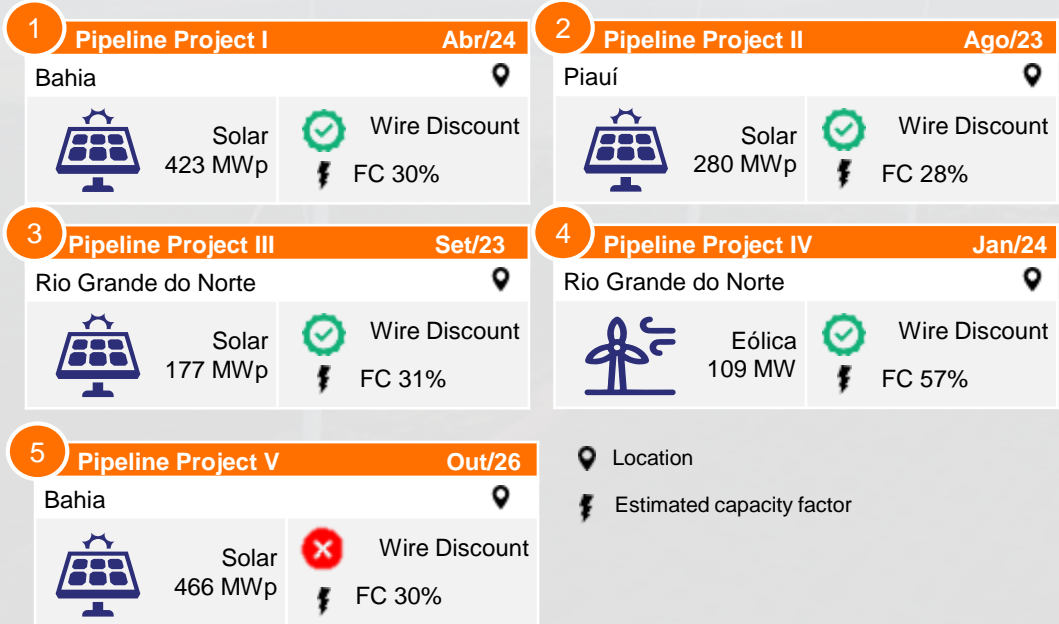 1
Pipeline Project I Abr/24
Bahia
Solar
423 MWp
Wire Discount
FC 30%
2
Pipeline Project II Ago/23
Piauí
Solar
280 MWp
Wire Discount
FC 28%
3
Pipeline Project III Set/23
Rio Grande do Norte
Solar
177 MWp
Wire Discount
FC 31%
4
Pipeline Project IV Jan/24
Rio Grande do Norte
Eólica
109 MW
Wire Discount
FC 57%
5
Pipeline Project V Out/26
Bahia
Solar
466 MWp
Wire Discount
FC 30%
Location
Estimated capacity factor